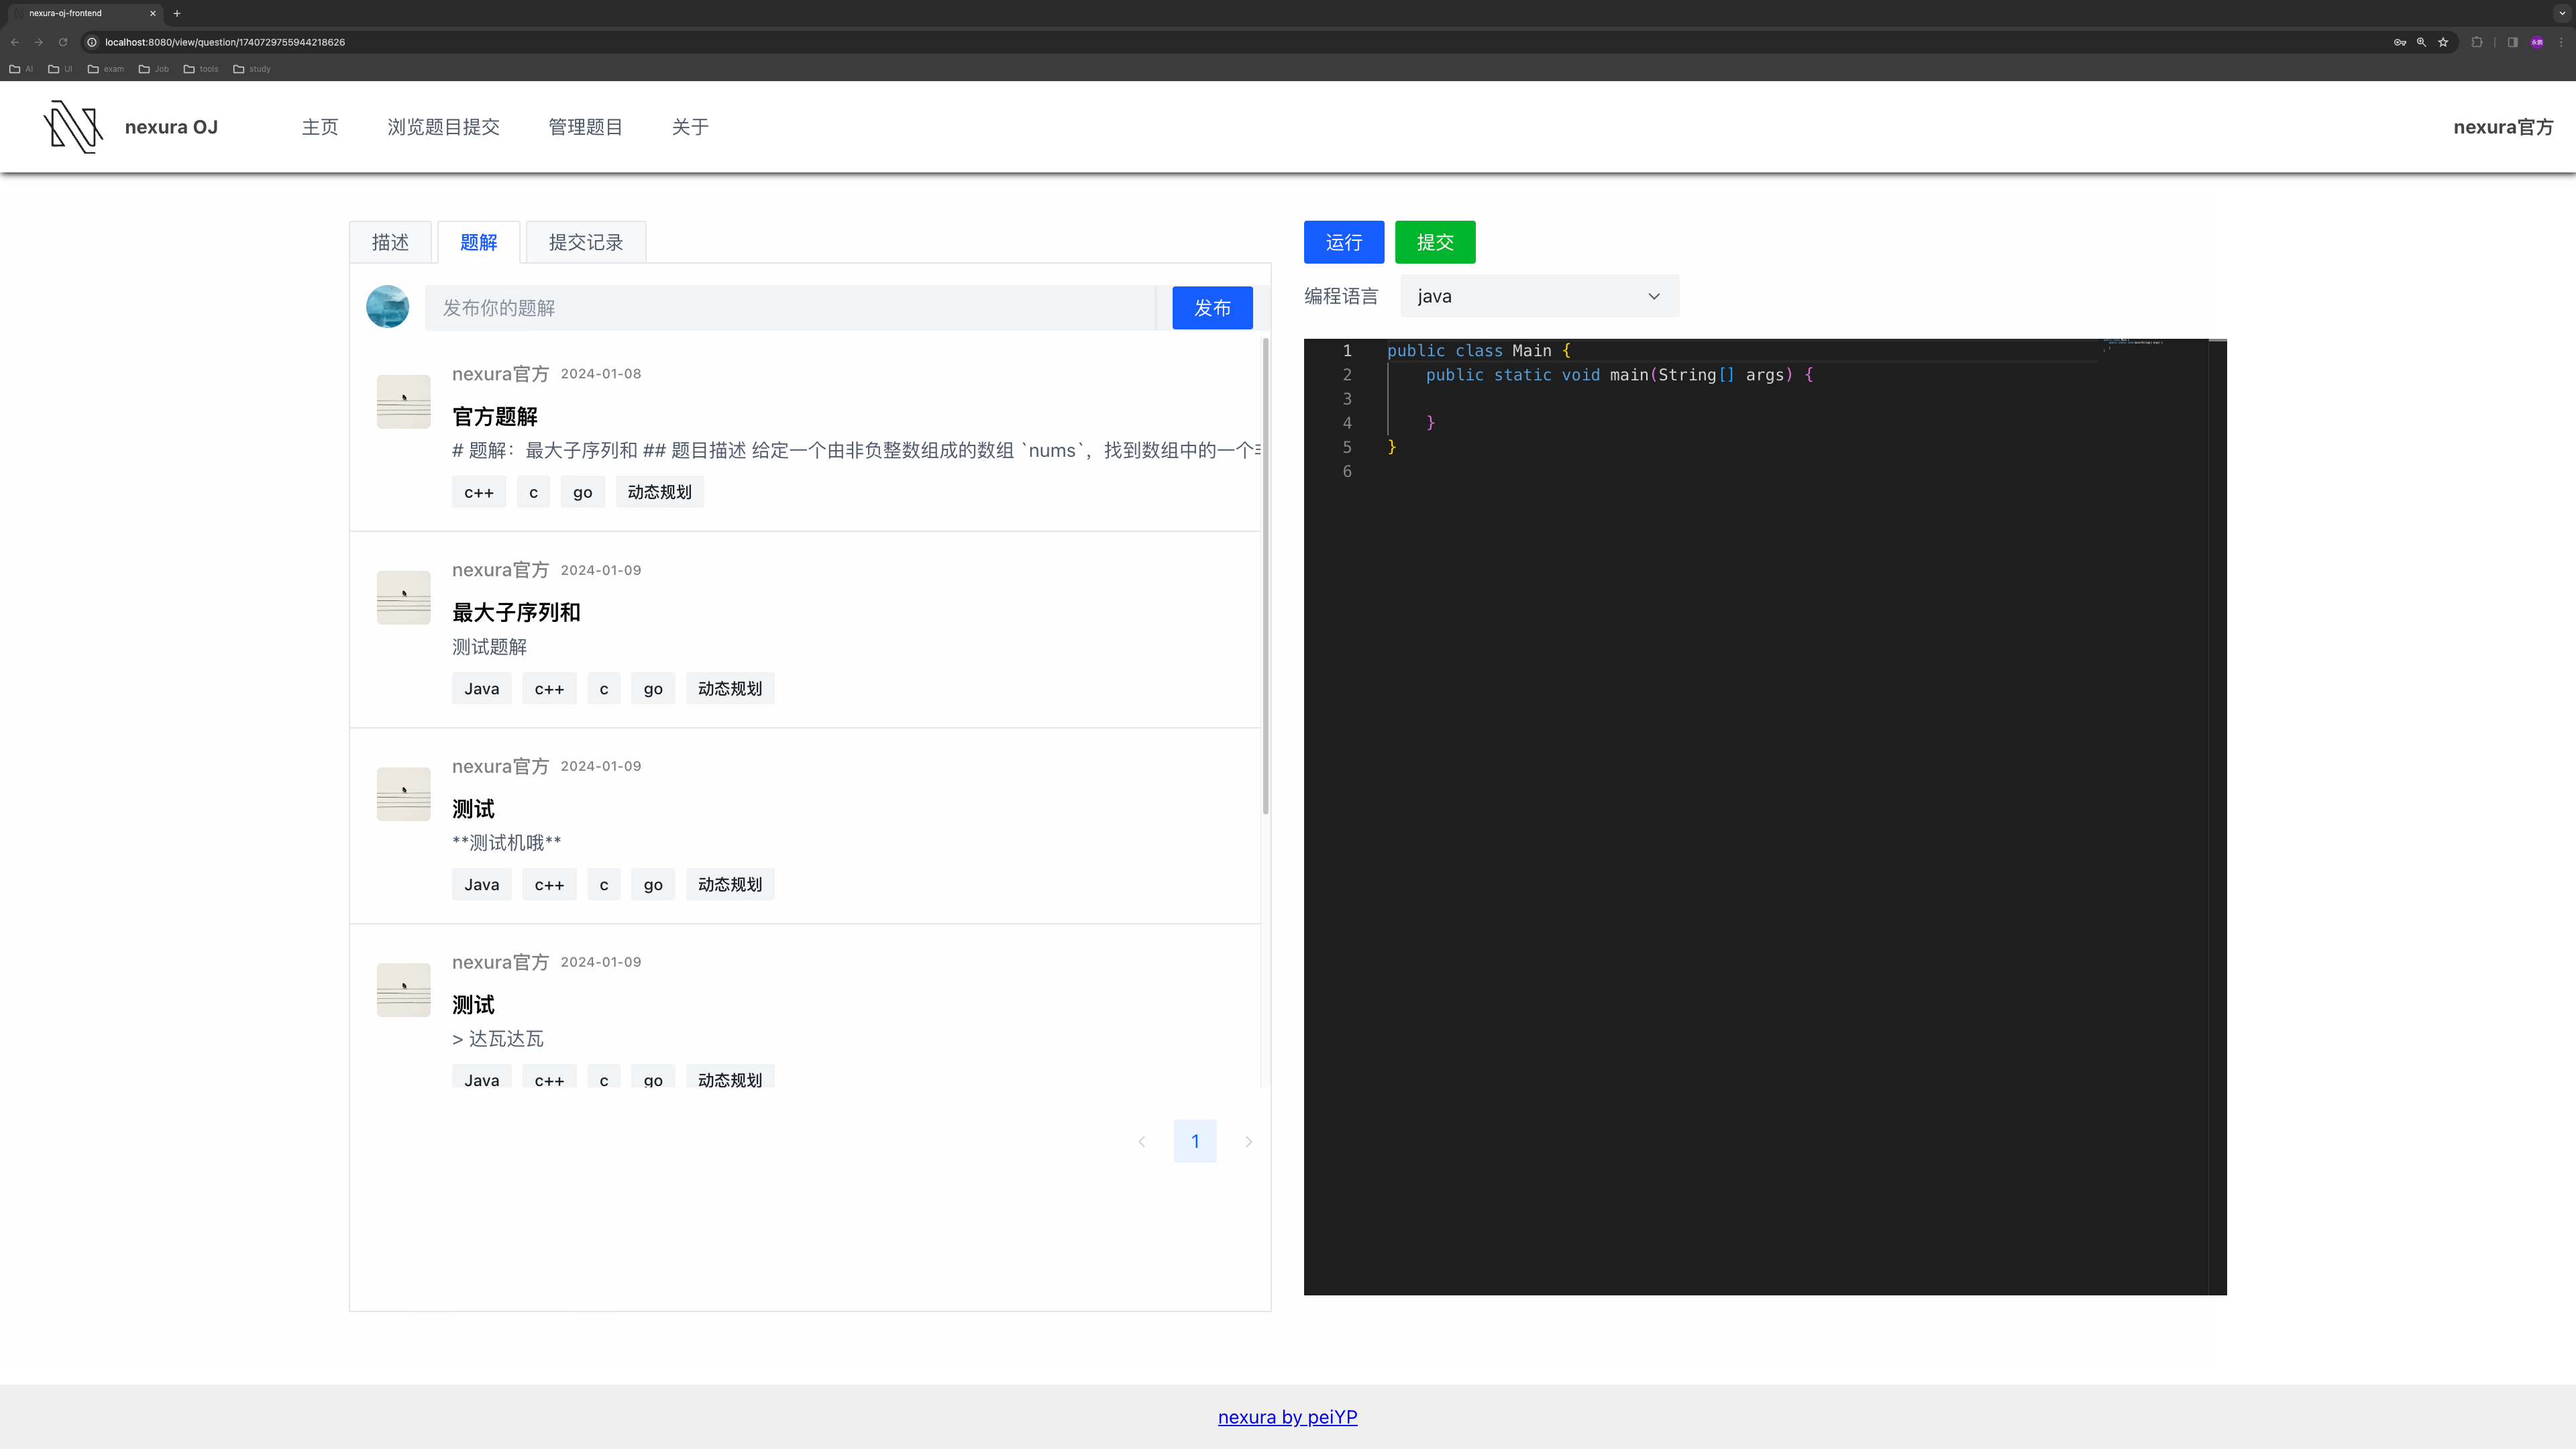 nexura-oj-frontend
localhost:8080/view/question/1740729755944218626
AI UI exam Job tools study
nexura OJ 主页 浏览题目提交 管理题目 关于 nexura官方
描述 题解 提交记录
发布你的题解 发布
nexura官方 2024-01-08
官方题解
# 题解：最大子序列和 ## 题目描述 给定一个由非负整数组成的数组 `nums`，找到数组中的一个
c++ c go 动态规划
nexura官方 2024-01-09
最大子序列和
测试题解
Java c++ c go 动态规划
nexura官方 2024-01-09
测试
**测试机哦**
Java c++ c go 动态规划
nexura官方 2024-01-09
测试
> 达瓦达瓦
Java c++ c go 动态规划
1
运行 提交
编程语言 java
1 public class Main {
2 public static void main(String[] args) {
3
4 }
5 }
6
nexura by peiYP